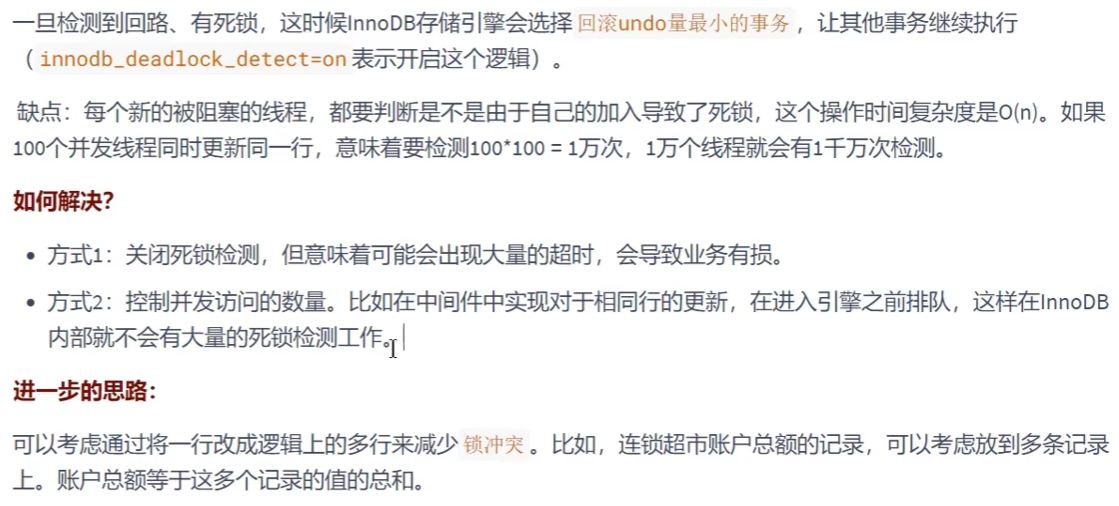 一旦检测到回路、有死锁，这时候InnoDB存储引擎会选择回滚undo量最小的事务，让其他事务继续执行
（innodb_deadlock_detect=on表示开启这个逻辑）。
缺点：每个新的被阻塞的线程，都要判断是不是由于自己的加入导致了死锁，这个操作时间复杂度是O(n)。如果
100个并发线程同时更新同一行，意味着要检测100*100 = 1万次，1万个线程就会有1千万次检测。
如何解决？
• 方式1：关闭死锁检测，但意味着可能会出现大量的超时，会导致业务有损。
• 方式2：控制并发访问的数量。比如在中间件中实现对于相同行的更新，在进入引擎之前排队，这样在InnoDB
内部就不会有大量的死锁检测工作。
进一步的思路：
可以考虑通过将一行改成逻辑上的多行来减少锁冲突。比如，连锁超市账户总额的记录，可以考虑放到多条记录
上。账户总额等于这多个记录的值的总和。